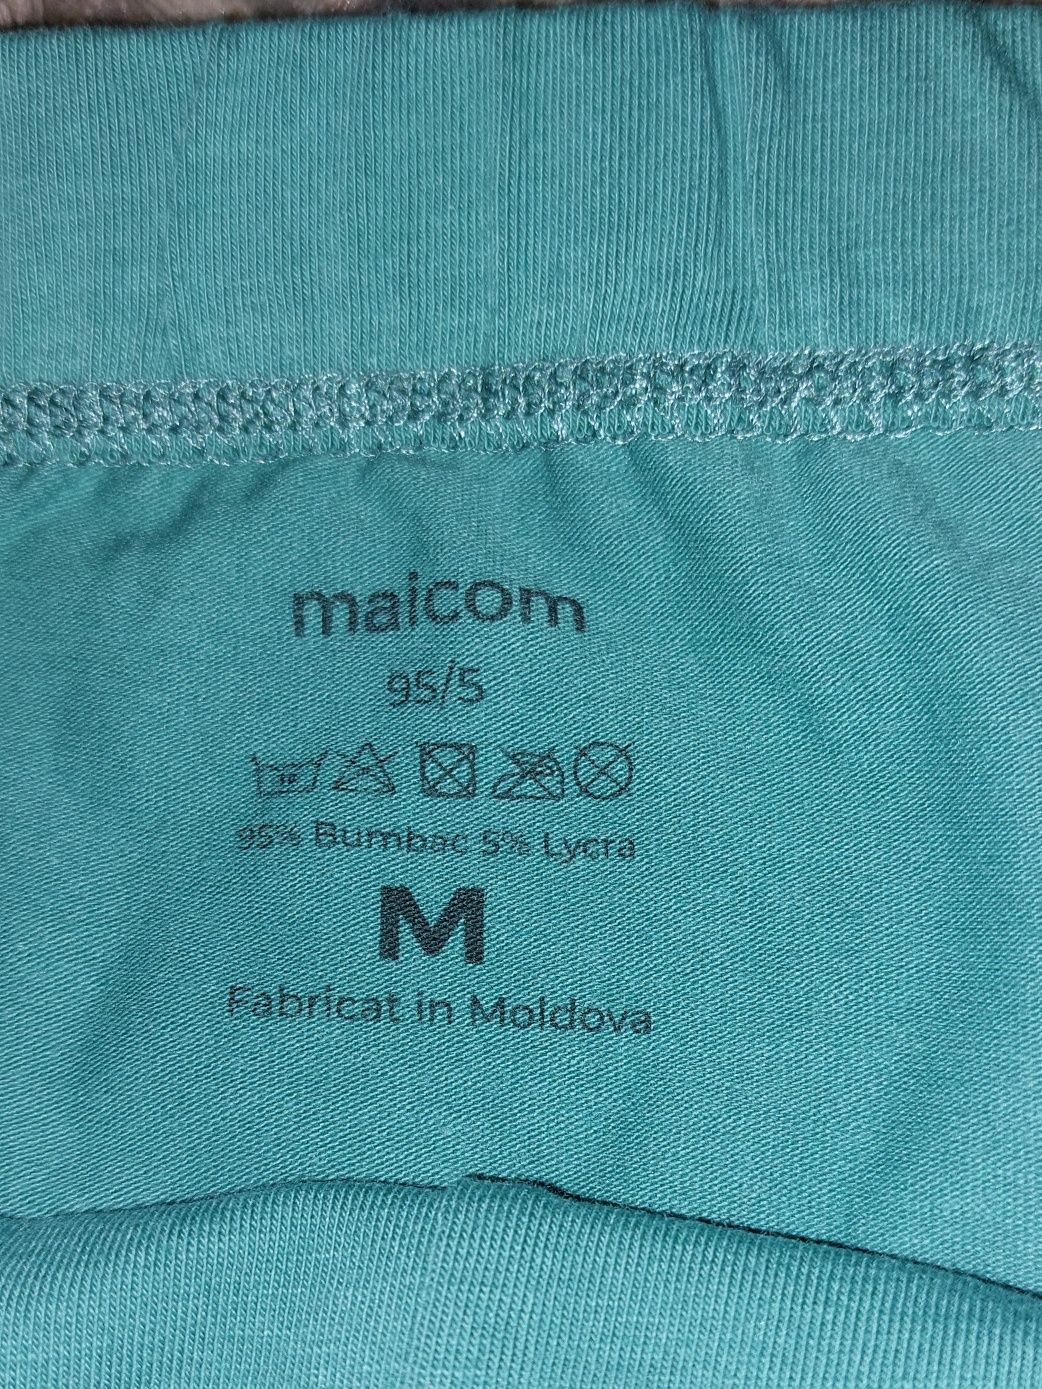 maicom
95/5
95% Bumbac 5% Lycra
M
Fabricat in Moldova